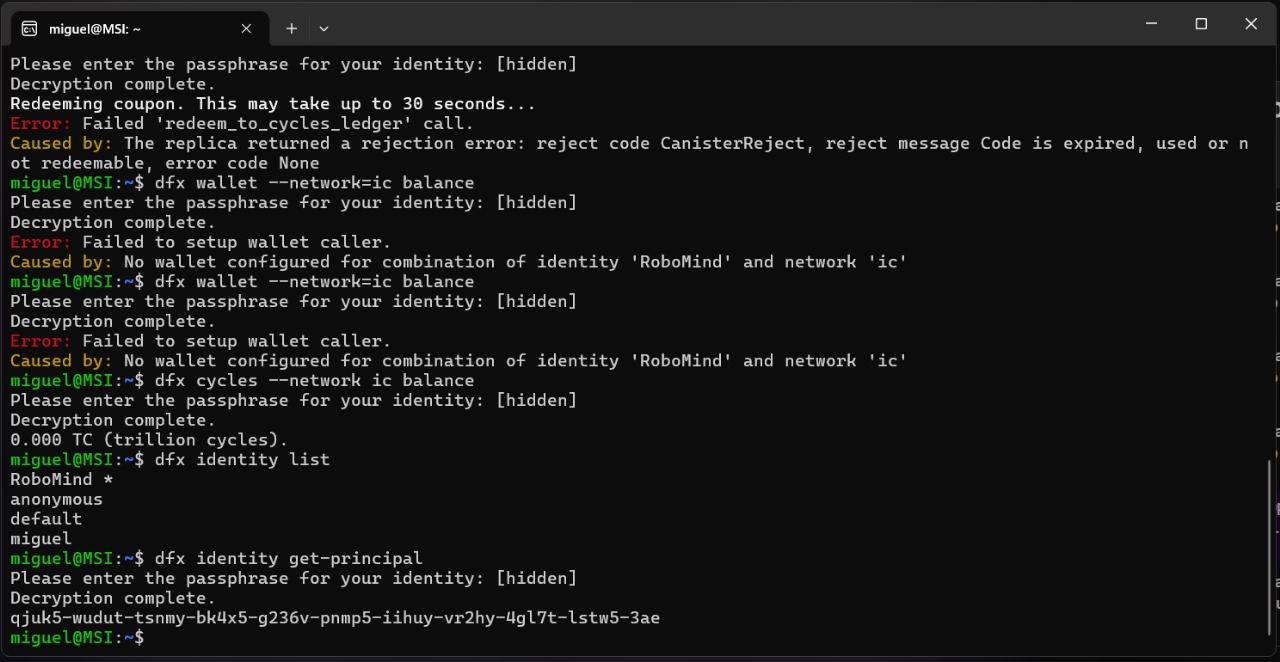 miguel@MSI: ~
Please enter the passphrase for your identity: [hidden]
Decryption complete.
Redeeming coupon. This may take up to 30 seconds...
Error: Failed 'redeem_to_cycles_ledger' call.
Caused by: The replica returned a rejection error: reject code CanisterReject, reject message Code is expired, used or n
ot redeemable, error code None
miguel@MSI:~$ dfx wallet --network=ic balance
Please enter the passphrase for your identity: [hidden]
Decryption complete.
Error: Failed to setup wallet caller.
Caused by: No wallet configured for combination of identity 'RoboMind' and network 'ic'
miguel@MSI:~$ dfx wallet --network=ic balance
Please enter the passphrase for your identity: [hidden]
Decryption complete.
Error: Failed to setup wallet caller.
Caused by: No wallet configured for combination of identity 'RoboMind' and network 'ic'
miguel@MSI:~$ dfx cycles --network ic balance
Please enter the passphrase for your identity: [hidden]
Decryption complete.
0.000 TC (trillion cycles).
miguel@MSI:~$ dfx identity list
RoboMind *
anonymous
default
miguel
miguel@MSI:~$ dfx identity get-principal
Please enter the passphrase for your identity: [hidden]
Decryption complete.
qjuk5-wudut-tsnmy-bk4x5-g236v-pnmp5-iihuy-vr2hy-4gl7t-lstw5-3ae
miguel@MSI:~$